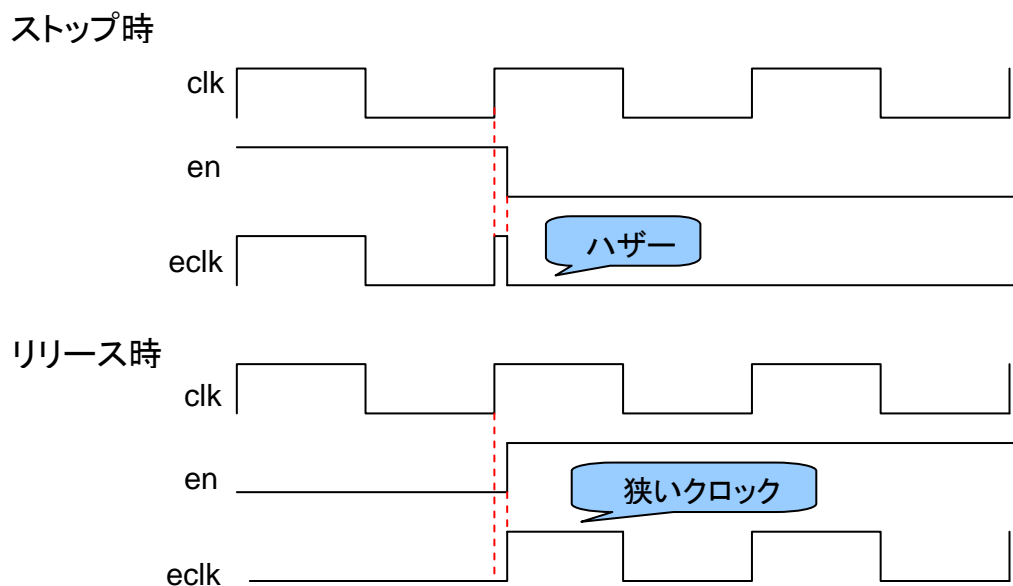 ストップ時
clk
en
ハザー
eclk
リリース時
clk
en
狭いクロック
eclk